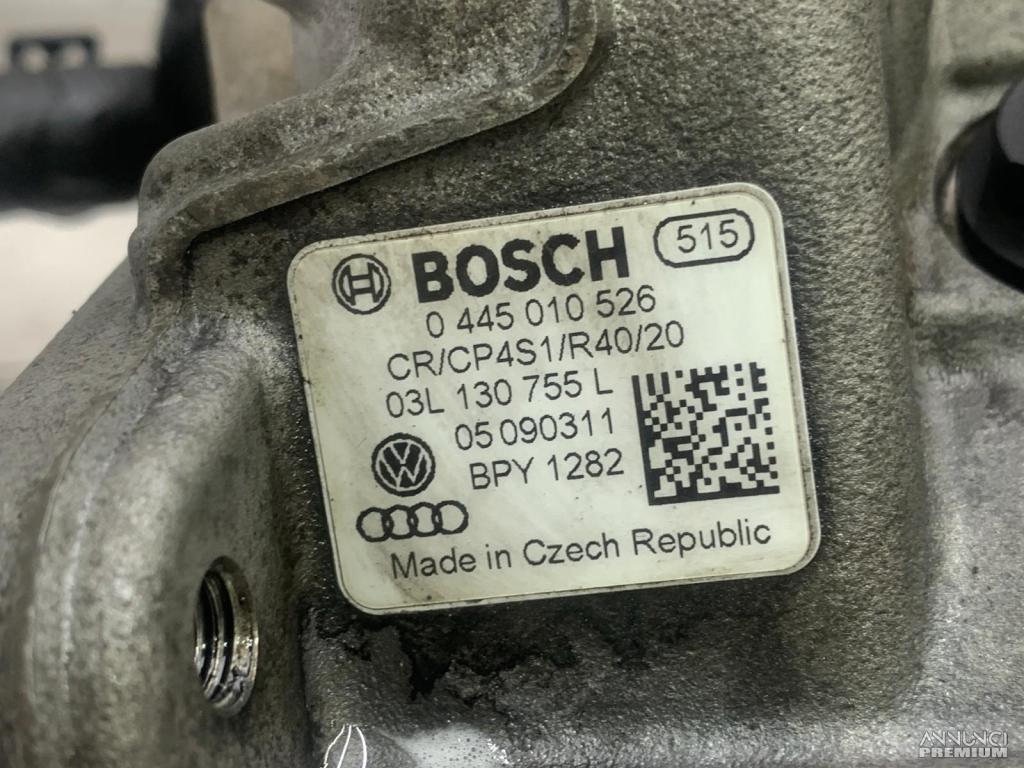 BOSCH 515
0 445 010 526
CR/CP4S1/R40/20
03L 130 755 L
05 090311
BPY 1282
Made in Czech Republic
ANNUNCI
PREMIUM